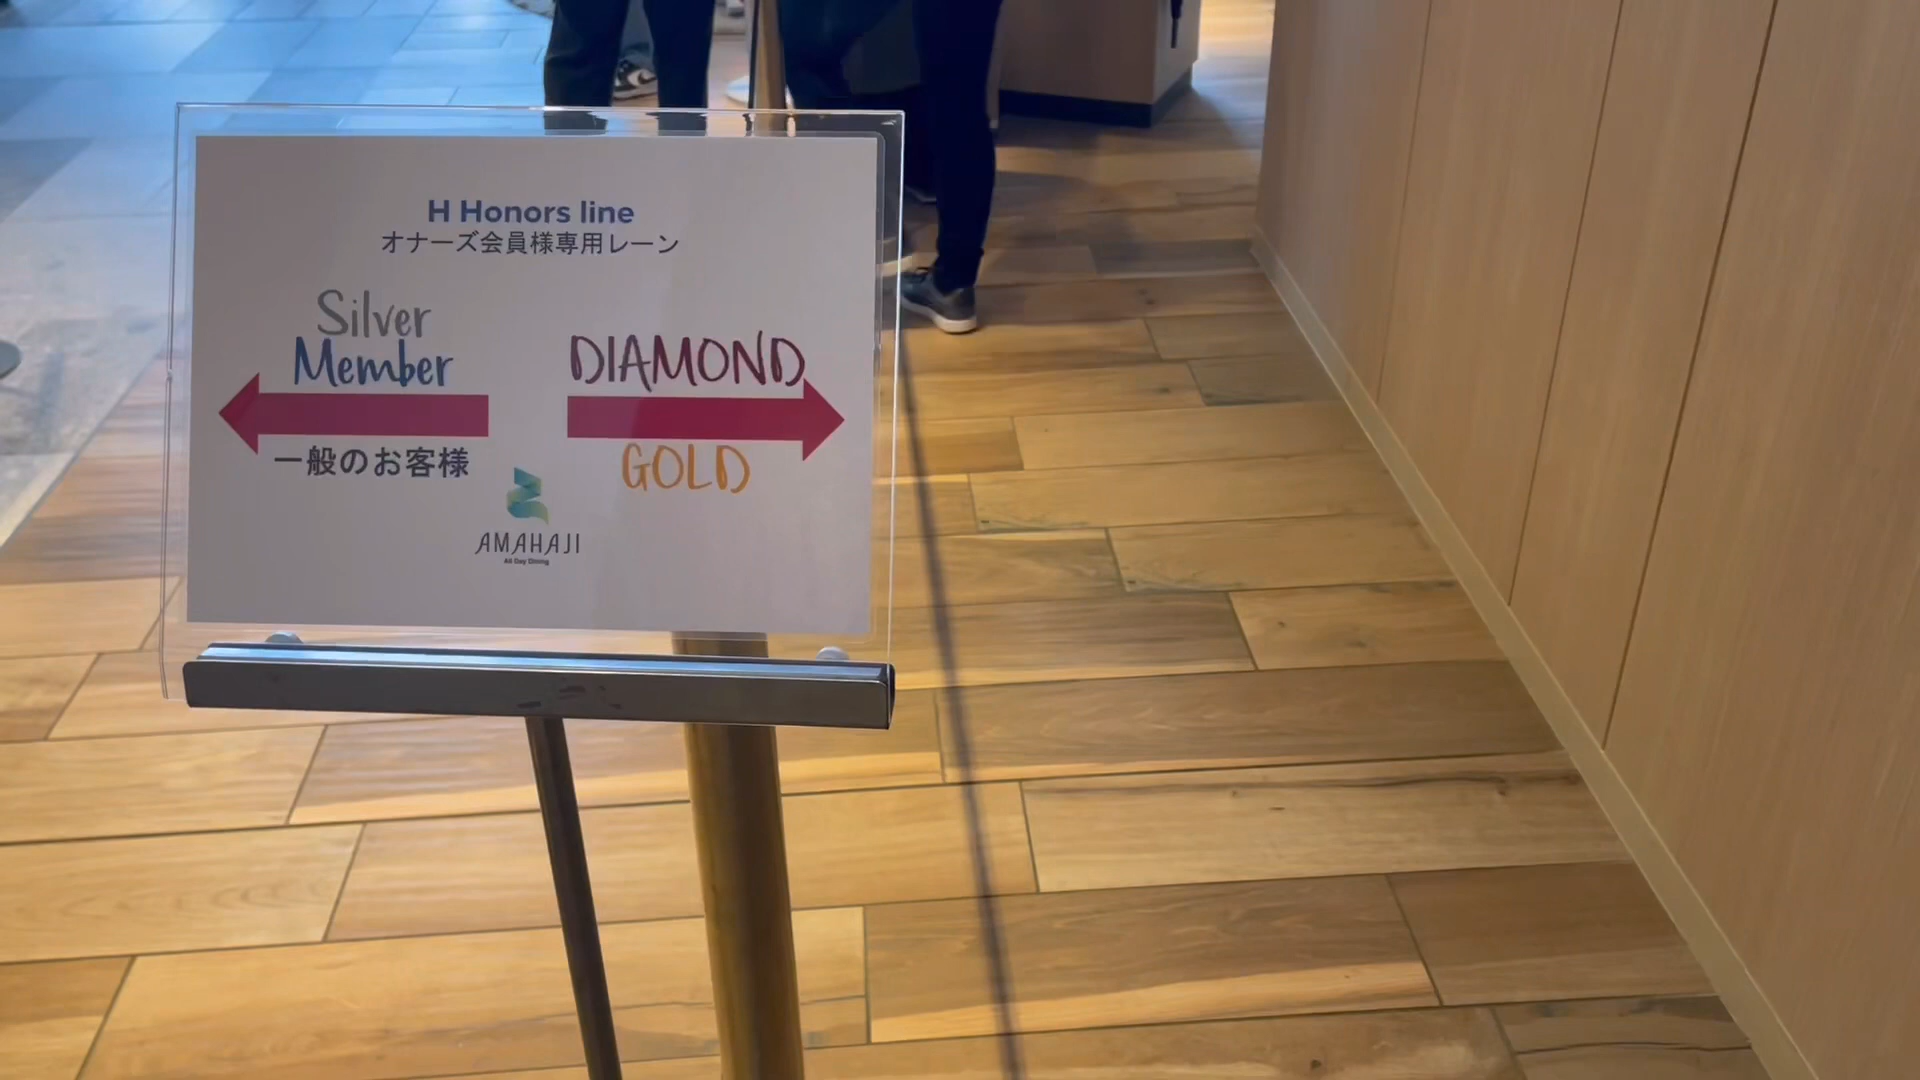 H Honors line
オナーズ会員様専用レーン
Silver
Member
一般のお客様
DIAMOND
GOLD
AMAHAJI
All Day Dining